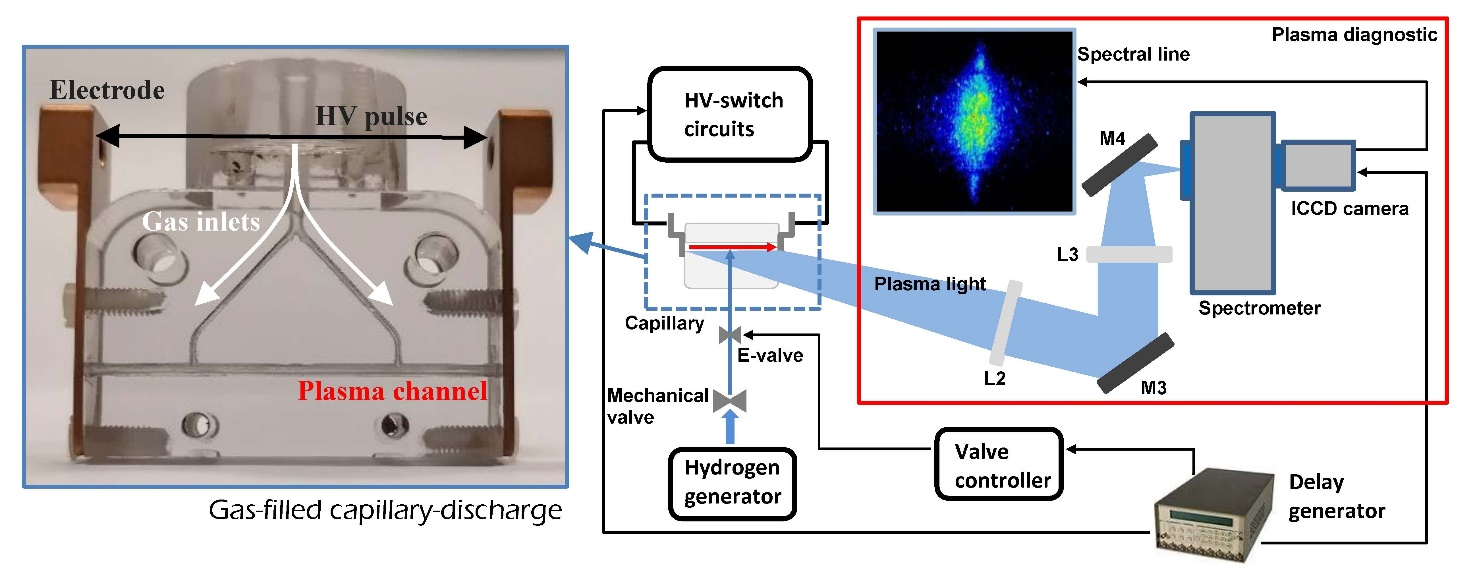 Electrode
HV pulse
Gas inlets
Plasma channel
Gas-filled capillary-discharge
HV-switch
circuits
Capillary
E-valve
Mechanical
valve
Hydrogen
generator
Valve
controller
Delay
generator
Plasma diagnostic
Spectral line
M4
ICCD camera
L3
Spectrometer
Plasma light
L2
M3